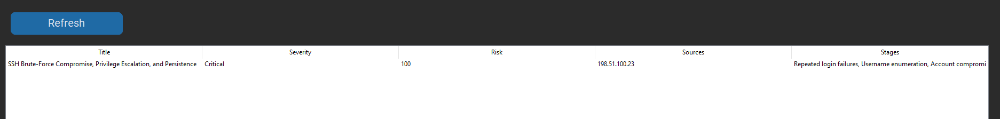 Refresh
Title Severity Risk Sources Stages
SSH Brute-Force Compromise, Privilege Escalation, and Persistence Critical 100 198.51.100.23 Repeated login failures, Username enumeration, Account compromi